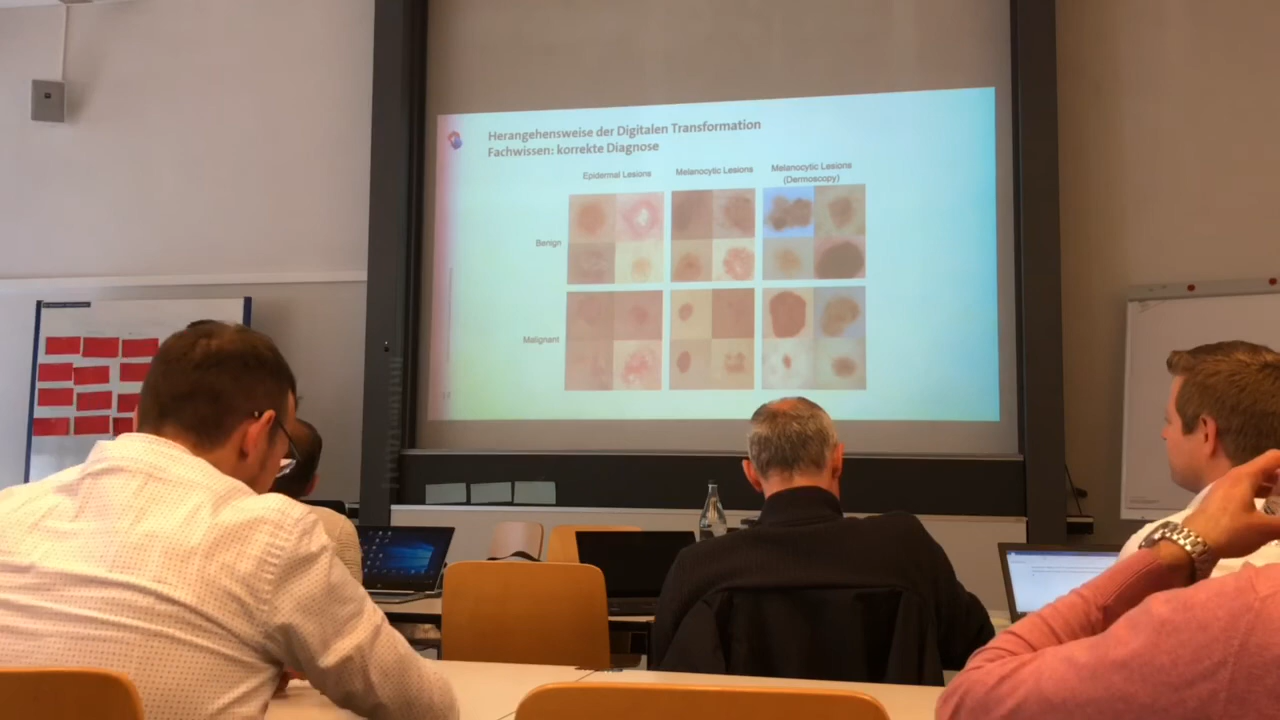 Herangehensweise der Digitalen Transformation
Fachwissen: korrekte Diagnose
Epidermal Lesions
Melanocytic Lesions
Melanocytic Lesions
(Dermoscopy)
Benign
Malignant